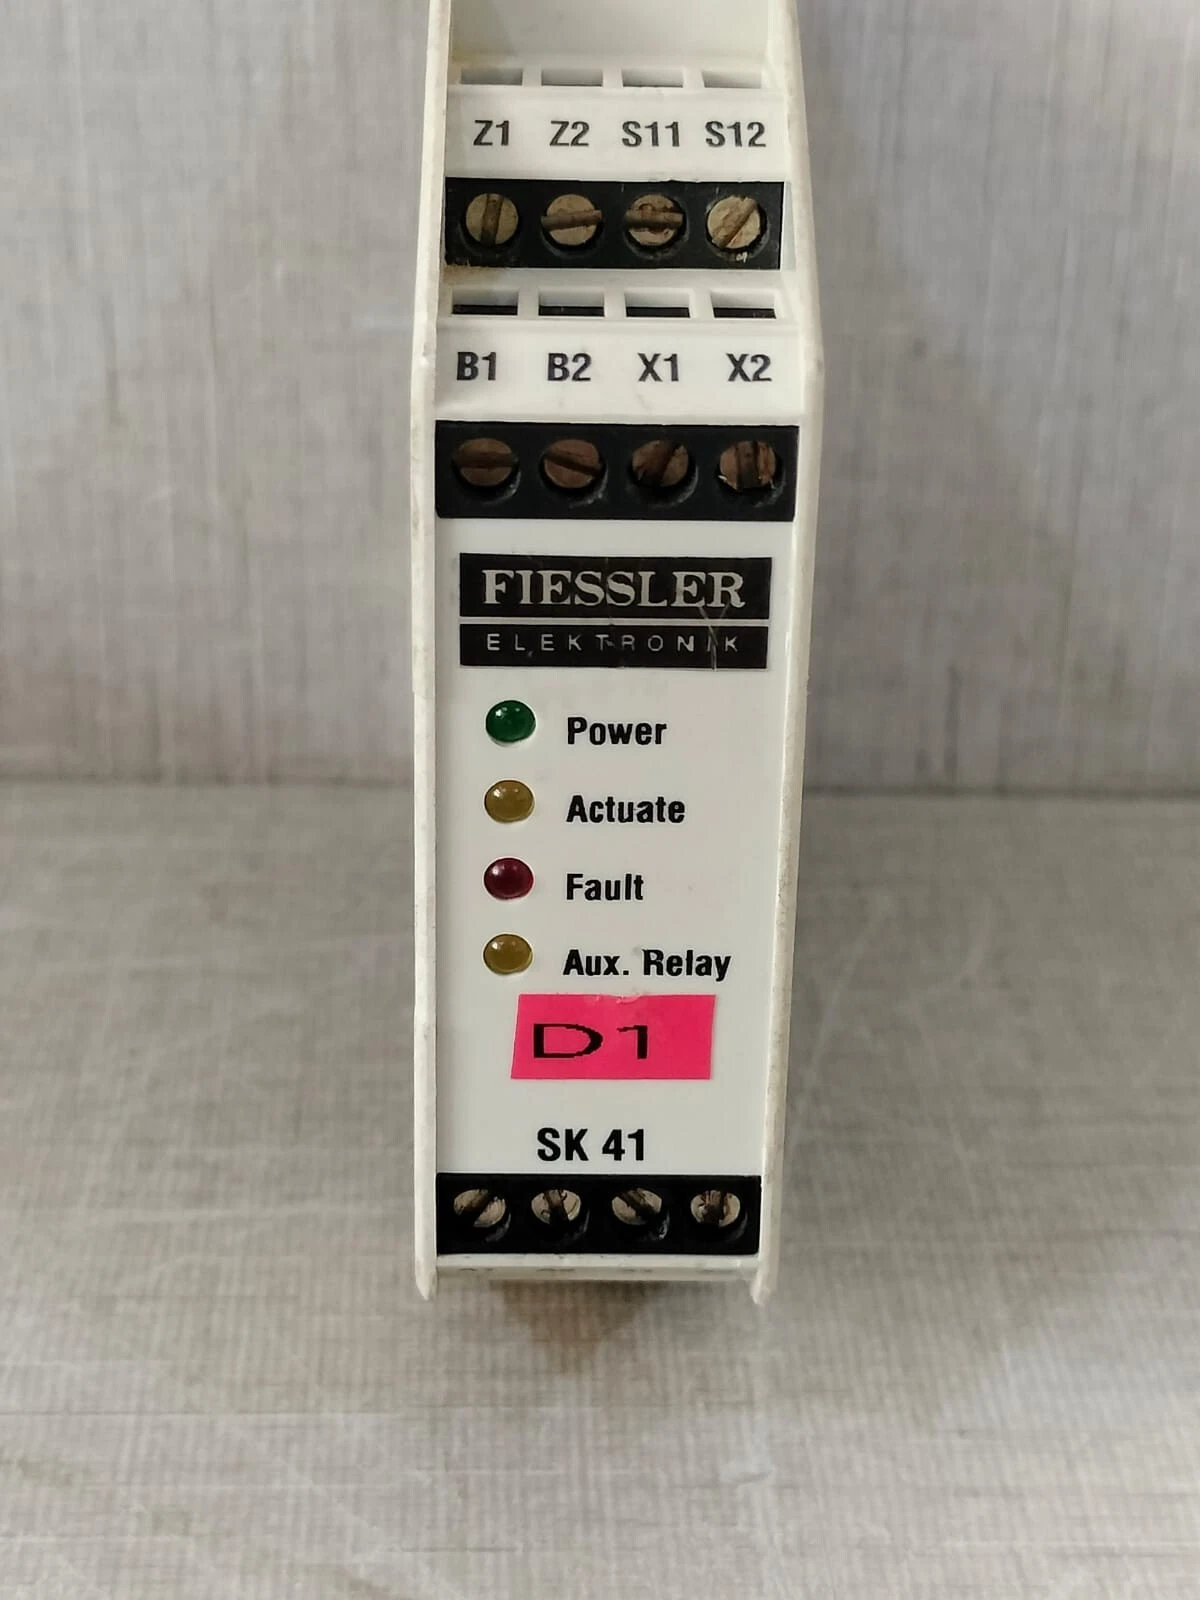 Z1 Z2 S11 S12
B1 B2 X1 X2
FIESSLER
ELEKTRONIK
Power
Actuate
Fault
Aux. Relay
D1
SK 41